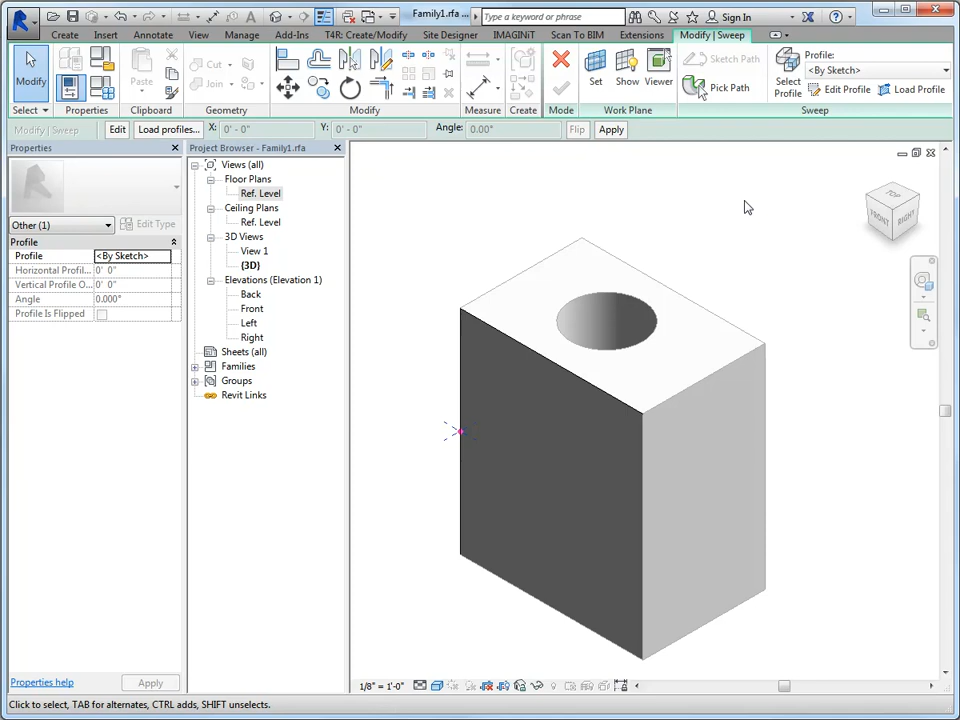 Family1.rfa ...
Type a keyword or phrase
Sign In
Create
Insert
Annotate
View
Manage
Add-Ins
T4R: Create/Modify
Site Designer
IMAGINiT
Scan To BIM
Extensions
Modify | Sweep
Modify
Cut
Join
Paste
Set
Show
Viewer
Sketch Path
Pick Path
Select
Profile
Profile:
<By Sketch>
Edit Profile
Load Profile
Select
Properties
Clipboard
Geometry
Modify
Measure
Create
Mode
Work Plane
Sweep
Modify | Sweep
Edit
Load profiles...
X: 0' - 0"
Y: 0' - 0"
Angle: 0.00°
Flip
Apply
Properties
Other (1)
Edit Type
Profile
Profile <By Sketch>
Horizontal Profil... 0' 0"
Vertical Profile O... 0' 0"
Angle 0.000°
Profile Is Flipped
Properties help
Apply
Project Browser - Family1.rfa
Views (all)
Floor Plans
Ref. Level
Ceiling Plans
Ref. Level
3D Views
View 1
{3D}
Elevations (Elevation 1)
Back
Front
Left
Right
Sheets (all)
Families
Groups
Revit Links
TOP
FRONT
RIGHT
1/8" = 1'-0"
Click to select, TAB for alternates, CTRL adds, SHIFT unselects.